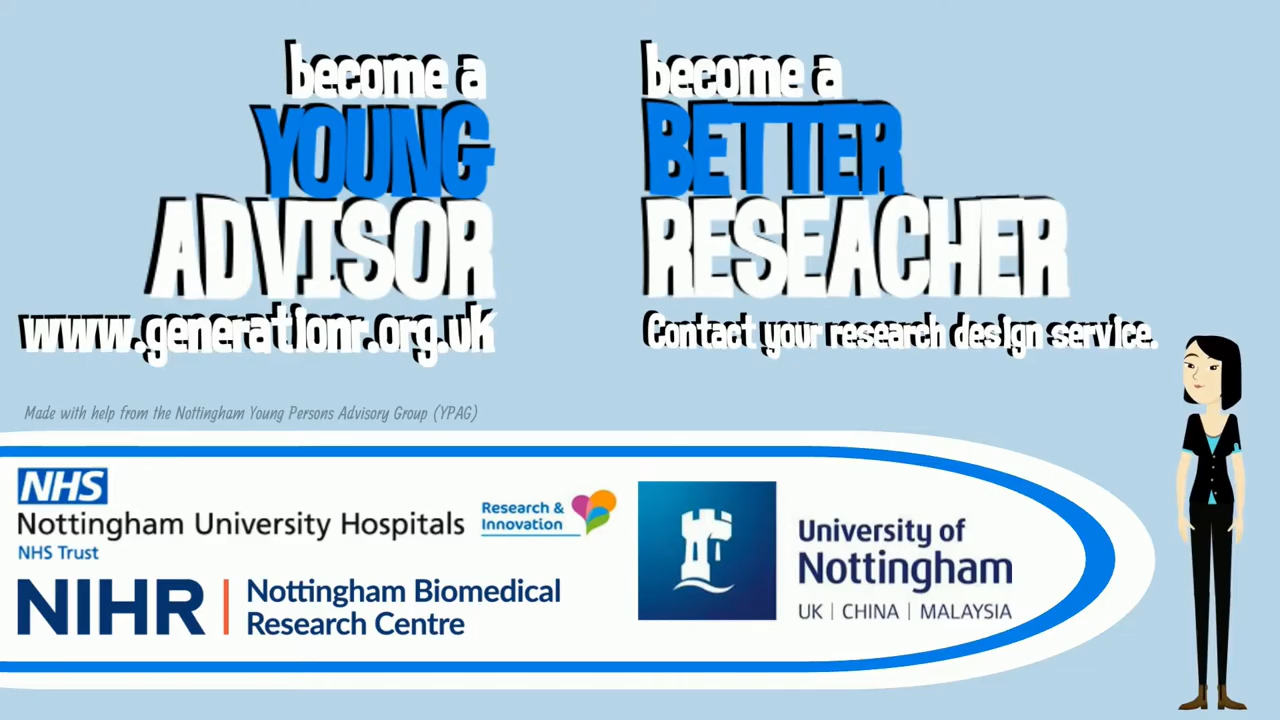 become a
YOUNG
ADVISOR
www.generationr.org.uk
become a
BETTER
RESEACHER
Contact your research design service.
Made with help from the Nottingham Young Persons Advisory Group (YPAG)
NHS
Nottingham University Hospitals
NHS Trust
Research &
Innovation
NIHR | Nottingham Biomedical
Research Centre
University of
Nottingham
UK | CHINA | MALAYSIA